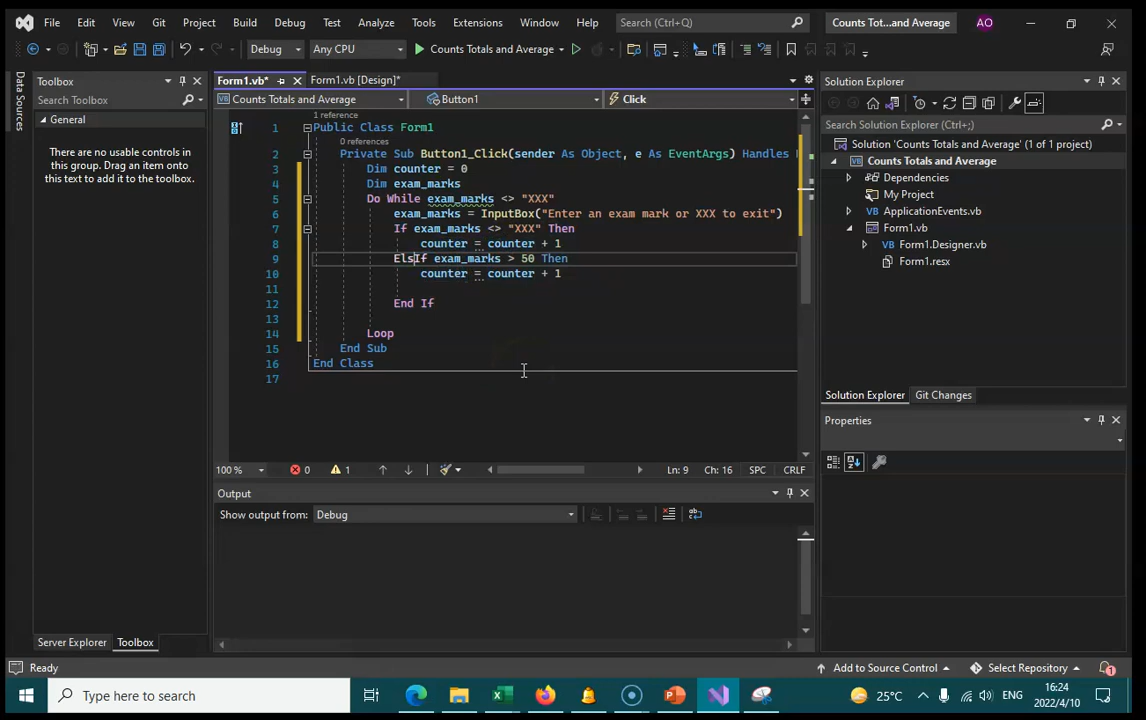 File Edit View Git Project Build Debug Test Analyze Tools Extensions Window Help Search (Ctrl+Q) Counts Tot...and Average AO
Debug Any CPU Counts Totals and Average
Data Sources
Toolbox
Search Toolbox
General
There are no usable controls in
this group. Drag an item onto
this text to add it to the toolbox.
Server Explorer Toolbox
Form1.vb* Form1.vb [Design]*
Counts Totals and Average Button1 Click
1 reference
1 Public Class Form1
0 references
2 Private Sub Button1_Click(sender As Object, e As EventArgs) Handles
3 Dim counter = 0
4 Dim exam_marks
5 Do While exam_marks <> "XXX"
6 exam_marks = InputBox("Enter an exam mark or XXX to exit")
7 If exam_marks <> "XXX" Then
8 counter = counter + 1
9 ElsIf exam_marks > 50 Then
10 counter = counter + 1
11
12 End If
13
14 Loop
15 End Sub
16 End Class
17
100 % 0 1 Ln: 9 Ch: 16 SPC CRLF
Output
Show output from: Debug
Solution Explorer
Search Solution Explorer (Ctrl+;)
Solution 'Counts Totals and Average' (1 of 1 project)
Counts Totals and Average
Dependencies
My Project
ApplicationEvents.vb
Form1.vb
Form1.Designer.vb
Form1.resx
Solution Explorer Git Changes
Properties
Ready Add to Source Control Select Repository 1
Type here to search 25°C ENG 16:24
2022/4/10